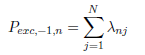 P_{exc,-1,n} = \sum_{j=1}^{N} \lambda_{nj}